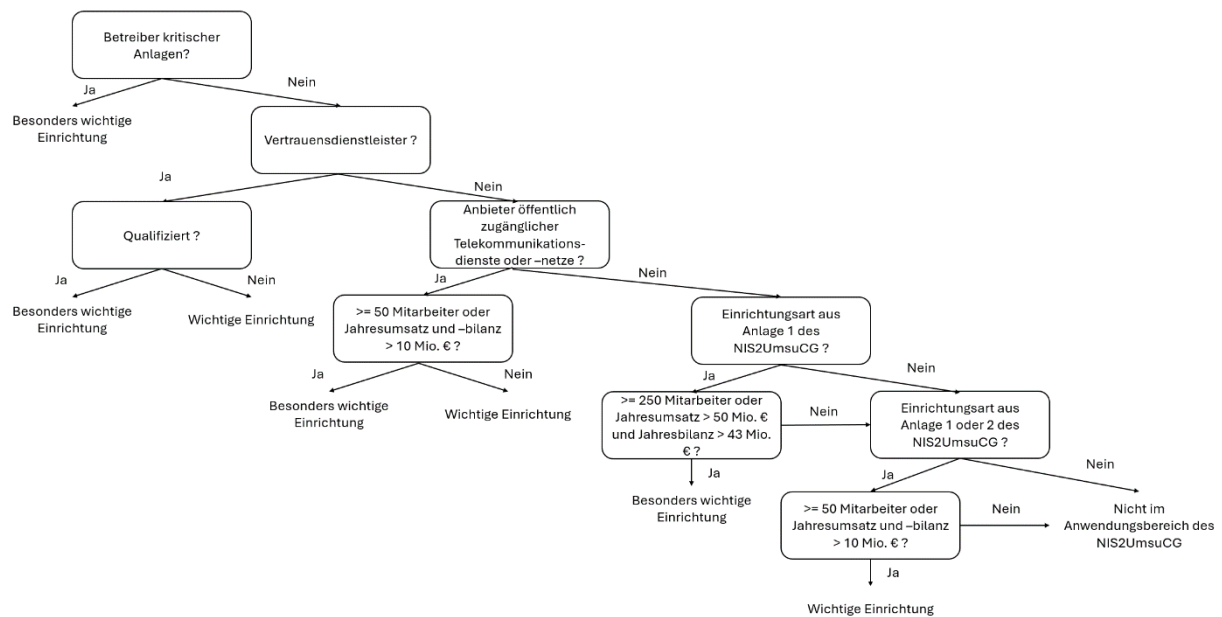 Betreiber kritischer
Anlagen?
Ja
Nein
Besonders wichtige
Einrichtung
Vertrauensdienstleister ?
Ja
Nein
Qualifiziert ?
Anbieter öffentlich
zugänglicher
Telekommunikations-
dienste oder –netze ?
Ja
Nein
Ja
Nein
Besonders wichtige
Einrichtung
Wichtige Einrichtung
>= 50 Mitarbeiter oder
Jahresumsatz und –bilanz
> 10 Mio. € ?
Einrichtungsart aus
Anlage 1 des
NIS2UmsuCG ?
Ja
Nein
Ja
Nein
Besonders wichtige
Einrichtung
Wichtige Einrichtung
>= 250 Mitarbeiter oder
Jahresumsatz > 50 Mio. €
und Jahresbilanz > 43 Mio.
€ ?
Nein
Einrichtungsart aus
Anlage 1 oder 2 des
NIS2UmsuCG ?
Ja
Ja
Nein
Besonders wichtige
Einrichtung
>= 50 Mitarbeiter oder
Jahresumsatz und –bilanz
> 10 Mio. € ?
Nein
Nicht im
Anwendungsbereich des
NIS2UmsuCG
Ja
Wichtige Einrichtung